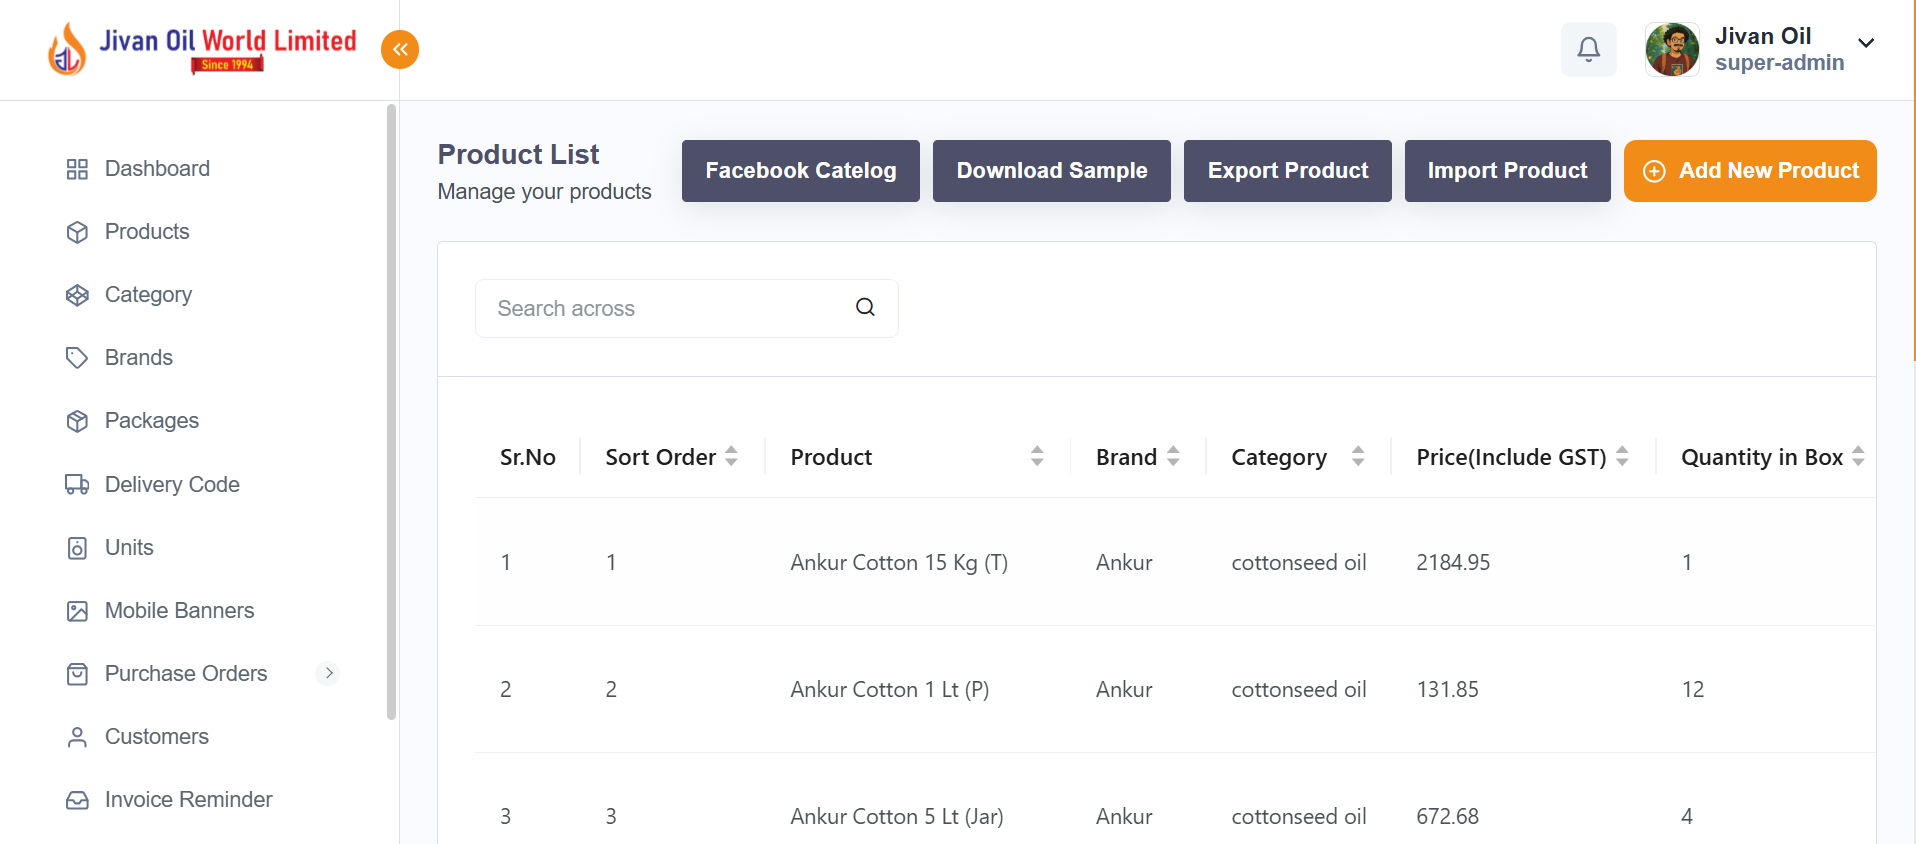 Jivan Oil World Limited
Since 1994
Jivan Oil
super-admin
Dashboard
Products
Category
Brands
Packages
Delivery Code
Units
Mobile Banners
Purchase Orders
Customers
Invoice Reminder
Product List
Manage your products
Facebook Catelog
Download Sample
Export Product
Import Product
Add New Product
Search across
Sr.No Sort Order Product Brand Category Price(Include GST) Quantity in Box
1 1 Ankur Cotton 15 Kg (T) Ankur cottonseed oil 2184.95 1
2 2 Ankur Cotton 1 Lt (P) Ankur cottonseed oil 131.85 12
3 3 Ankur Cotton 5 Lt (Jar) Ankur cottonseed oil 672.68 4